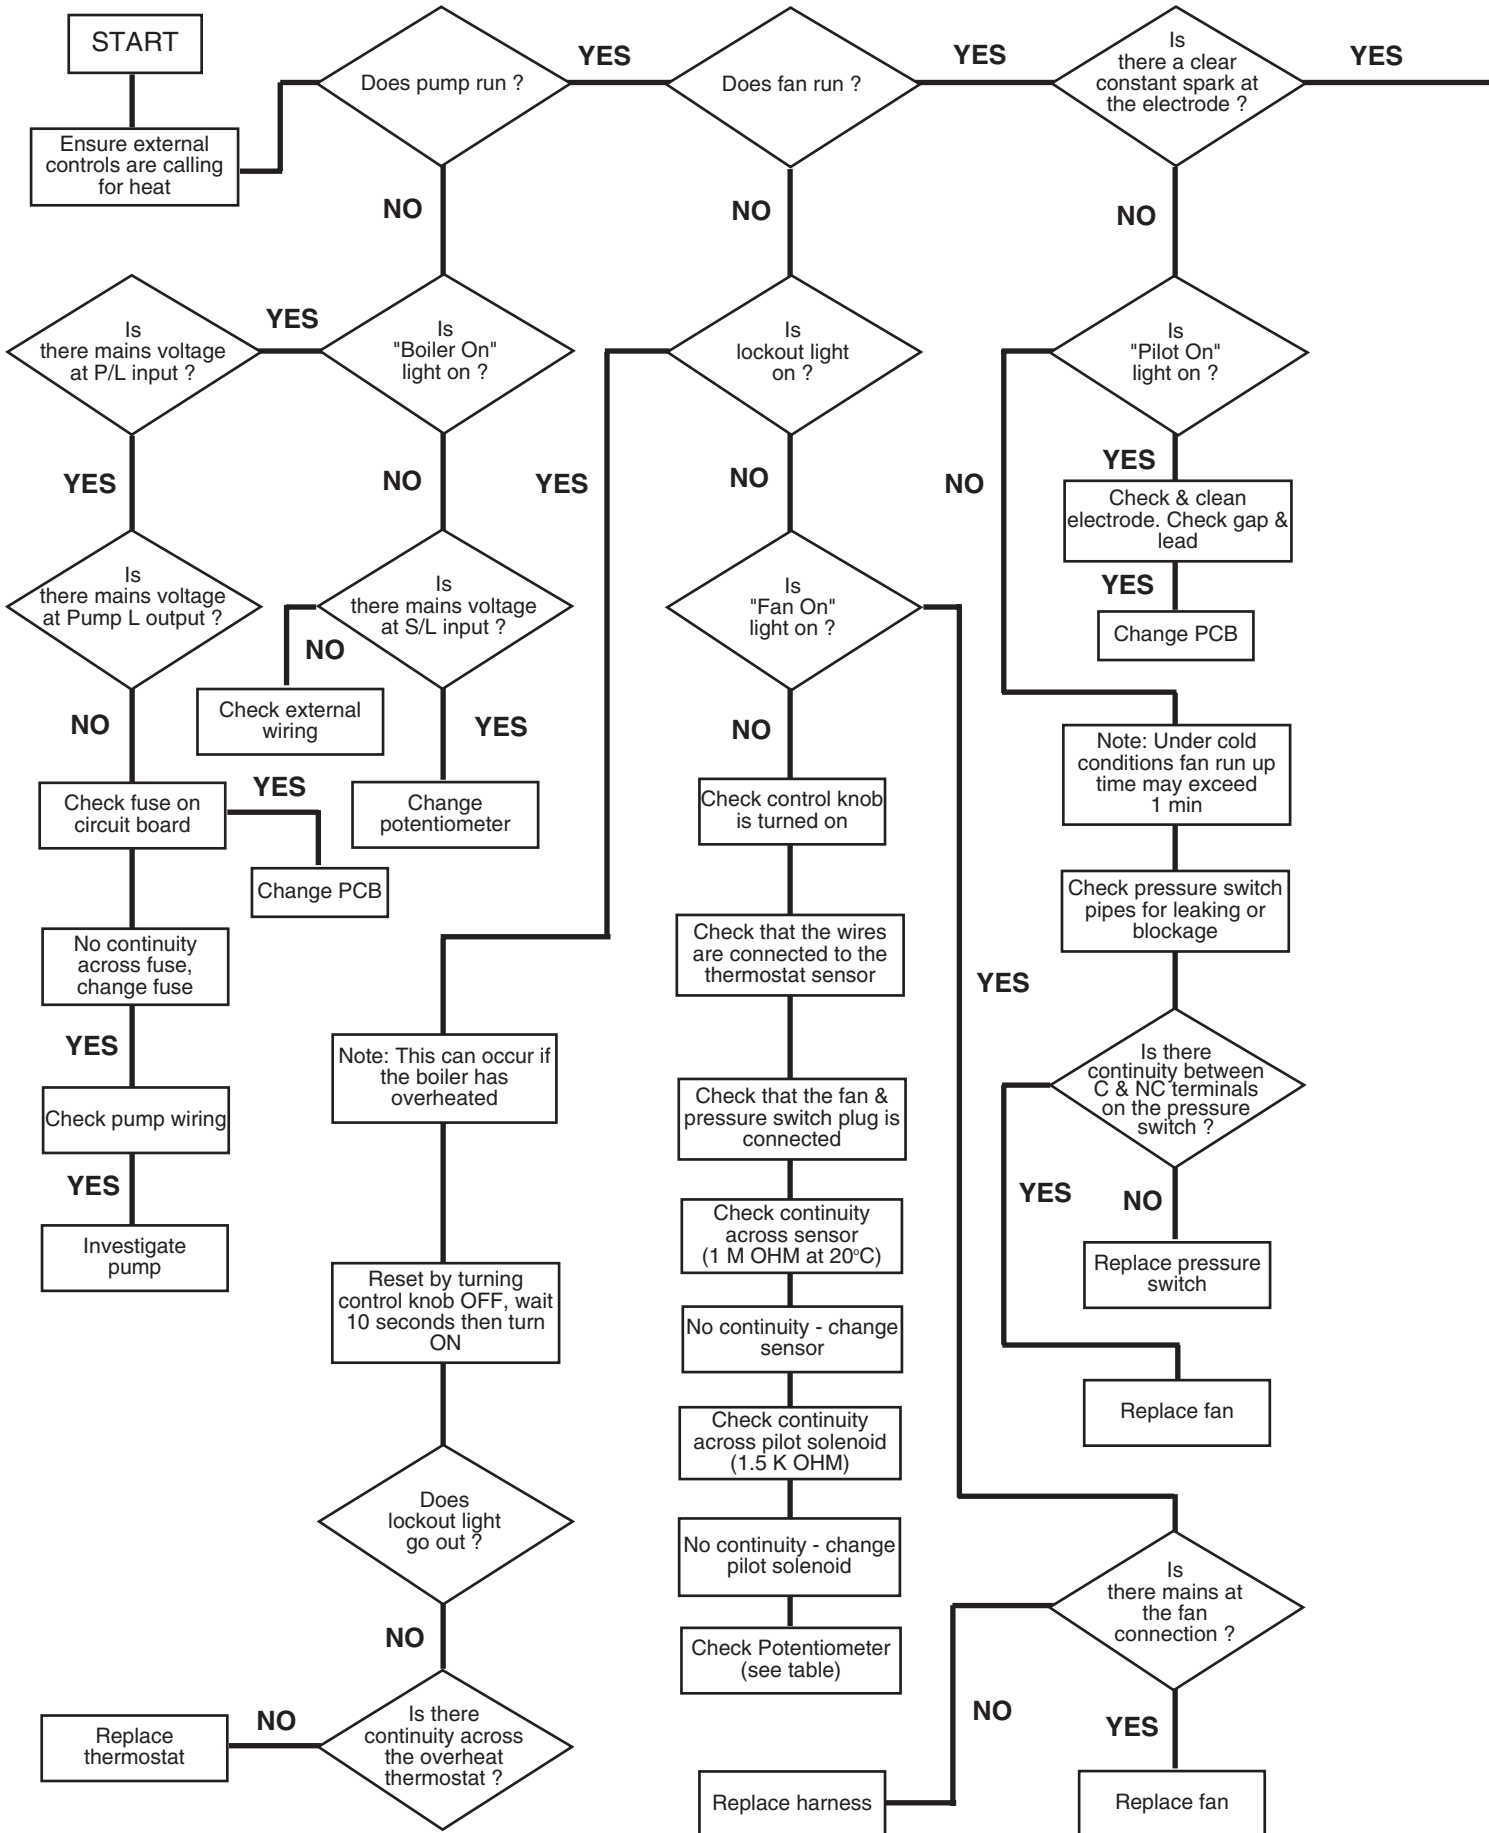 START
Ensure external
controls are calling
for heat
Does pump run ?
YES
Does fan run ?
YES
Is
there a clear
constant spark at
the electrode ?
YES
NO
NO
NO
Is
there mains voltage
at P/L input ?
YES
Is
"Boiler On"
light on ?
Is
lockout light
on ?
Is
"Pilot On"
light on ?
YES
NO
YES
NO
NO
YES
Check & clean
electrode. Check gap &
lead
YES
Change PCB
Is
there mains voltage
at Pump L output ?
Is
there mains voltage
at S/L input ?
NO
Check external
wiring
YES
Change
potentiometer
Is
"Fan On"
light on ?
NO
NO
Check fuse on
circuit board
YES
Change PCB
No continuity
across fuse,
change fuse
YES
Check pump wiring
YES
Investigate
pump
Note: This can occur if
the boiler has
overheated
Reset by turning
control knob OFF, wait
10 seconds then turn
ON
Does
lockout light
go out ?
NO
Is there
continuity across
the overheat
thermostat ?
NO
Replace
thermostat
Check control knob
is turned on
Check that the wires
are connected to the
thermostat sensor
Check that the fan &
pressure switch plug is
connected
Check continuity
across sensor
(1 M OHM at 20°C)
No continuity - change
sensor
Check continuity
across pilot solenoid
(1.5 K OHM)
No continuity - change
pilot solenoid
Check Potentiometer
(see table)
YES
Note: Under cold
conditions fan run up
time may exceed
1 min
Check pressure switch
pipes for leaking or
blockage
Is there
continuity between
C & NC terminals
on the pressure
switch ?
YES
NO
Replace pressure
switch
Replace fan
Is
there mains at
the fan
connection ?
NO
YES
Replace harness
Replace fan